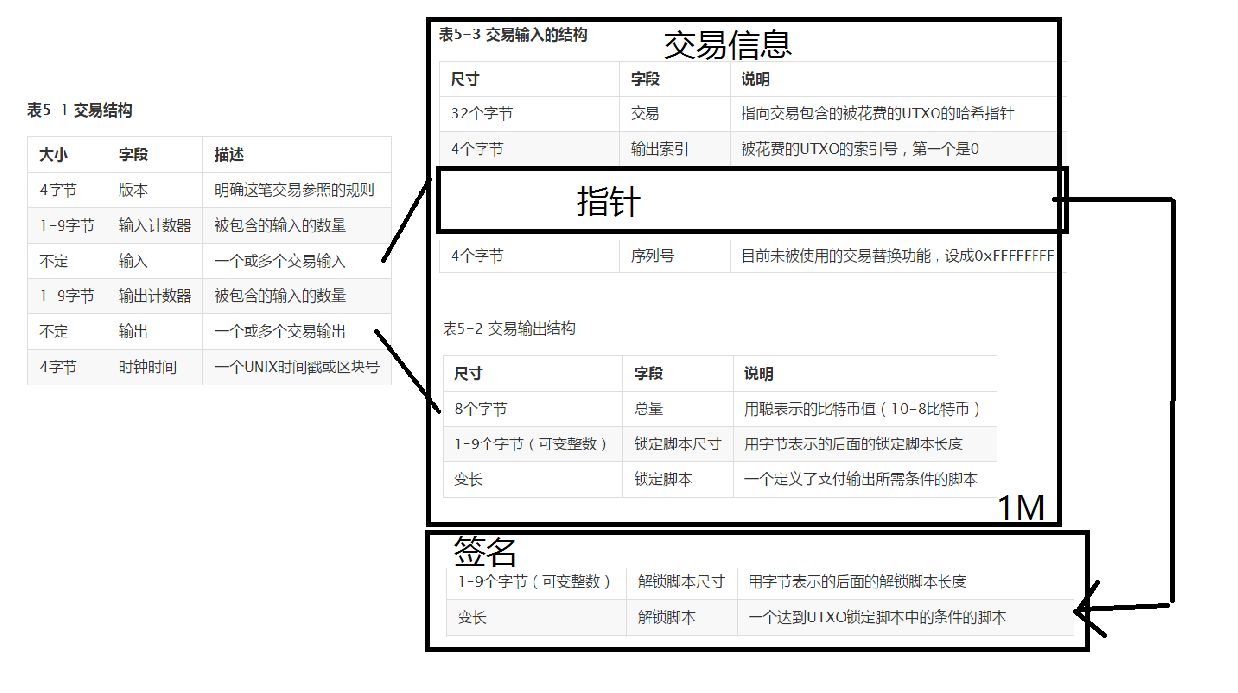 表5-1 交易结构
大小 字段 描述
4字节 版本 明确这笔交易参照的规则
1-9字节 输入计数器 被包含的输入的数量
不定 输入 一个或多个交易输入
1-9字节 输出计数器 被包含的输入的数量
不定 输出 一个或多个交易输出
4字节 时钟时间 一个UNIX时间戳或区块号
表5-3 交易输入的结构
交易信息
尺寸 字段 说明
32个字节 交易 指向交易包含的被花费的UTXO的哈希指针
4个字节 输出索引 被花费的UTXO的索引号，第一个是0
指针
4个字节 序列号 目前未被使用的交易替换功能，设成0xFFFFFFFF
表5-2 交易输出结构
尺寸 字段 说明
8个字节 总量 用聪表示的比特币值（10-8比特币）
1-9个字节（可变整数） 锁定脚本尺寸 用字节表示的后面的锁定脚本长度
变长 锁定脚本 一个定义了支付输出所需条件的脚本
1M
签名
1-9个字节（可变整数） 解锁脚本尺寸 用字节表示的后面的解锁脚本长度
变长 解锁脚本 一个达到UTXO锁定脚本中的条件的脚本